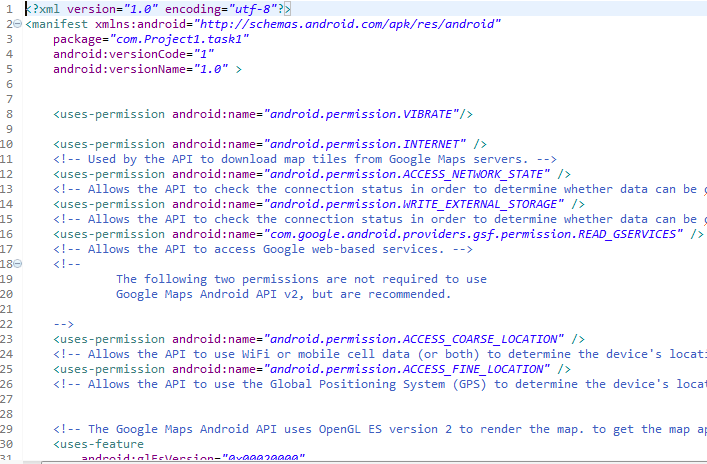 1 <?xml version="1.0" encoding="utf-8"?>
2 <manifest xmlns:android="http://schemas.android.com/apk/res/android"
3 package="com.Project1.task1"
4 android:versionCode="1"
5 android:versionName="1.0" >
6
7
8 <uses-permission android:name="android.permission.VIBRATE"/>
9
10 <uses-permission android:name="android.permission.INTERNET" />
11 <!-- Used by the API to download map tiles from Google Maps servers. -->
12 <uses-permission android:name="android.permission.ACCESS_NETWORK_STATE" />
13 <!-- Allows the API to check the connection status in order to determine whether data can be
14 <uses-permission android:name="android.permission.WRITE_EXTERNAL_STORAGE" />
15 <!-- Allows the API to check the connection status in order to determine whether data can be
16 <uses-permission android:name="com.google.android.providers.gsf.permission.READ_GSERVICES" />
17 <!-- Allows the API to access Google web-based services. -->
18 <!--
19 The following two permissions are not required to use
20 Google Maps Android API v2, but are recommended.
21
22 -->
23 <uses-permission android:name="android.permission.ACCESS_COARSE_LOCATION" />
24 <!-- Allows the API to use WiFi or mobile cell data (or both) to determine the device's locati
25 <uses-permission android:name="android.permission.ACCESS_FINE_LOCATION" />
26 <!-- Allows the API to use the Global Positioning System (GPS) to determine the device's locat
27
28
29 <!-- The Google Maps Android API uses OpenGL ES version 2 to render the map. to get the map ap
30 <uses-feature
31 android:glEsVersion="0x00020000"